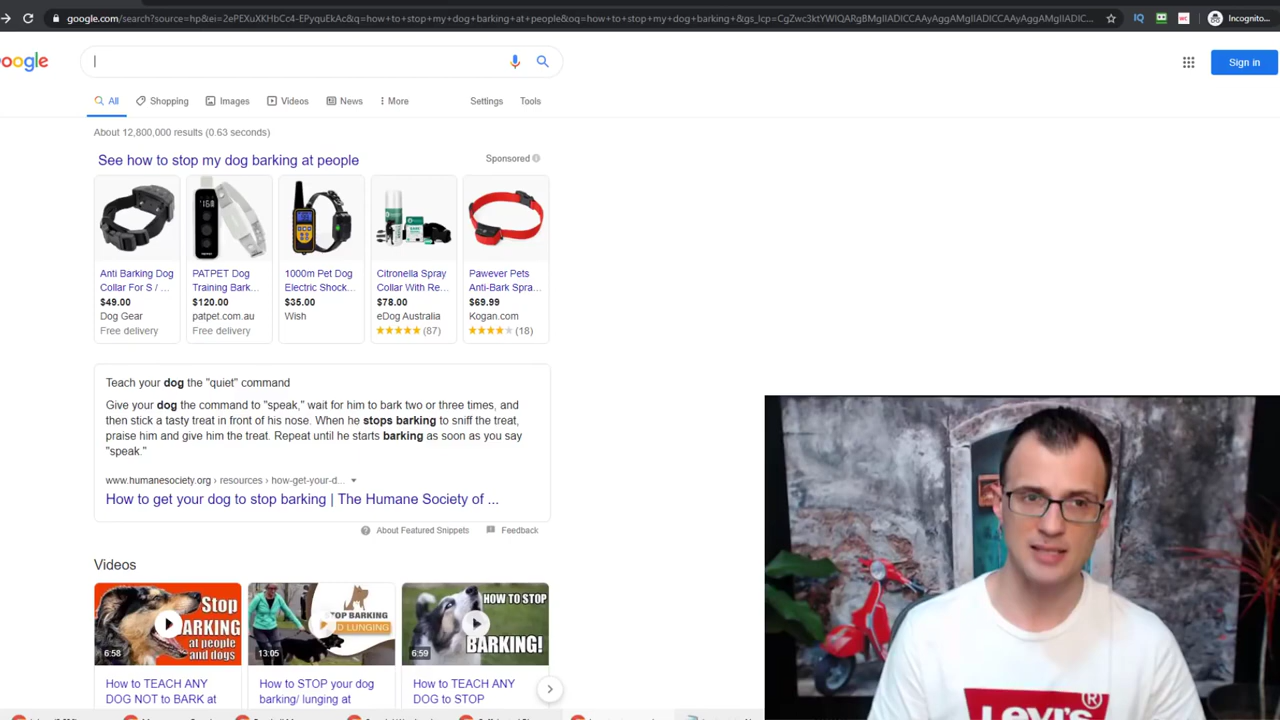 google.com/search?source=hp&ei=2ePEXuXKHbCc4-EPyquEkAc&q=how+to+stop+my+dog+barking+at+people&oq=how+to+stop+my+dog+barking+&gs_lcp=CgZwc3ktYWIQARgBMgIIADICCAAyAggAMgIIADICCAAyAggAMgIIADIC...
Incognito...
oogle
Sign in
All
Shopping
Images
Videos
News
More
Settings
Tools
About 12,800,000 results (0.63 seconds)
See how to stop my dog barking at people
Sponsored
Anti Barking Dog
Collar For S / ...
$49.00
Dog Gear
Free delivery
PATPET Dog
Training Bark...
$120.00
patpet.com.au
Free delivery
1000m Pet Dog
Electric Shock...
$35.00
Wish
Citronella Spray
Collar With Re...
$78.00
eDog Australia
(87)
Pawever Pets
Anti-Bark Spra...
$69.99
Kogan.com
(18)
Teach your dog the "quiet" command
Give your dog the command to "speak," wait for him to bark two or three times, and
then stick a tasty treat in front of his nose. When he stops barking to sniff the treat,
praise him and give him the treat. Repeat until he starts barking as soon as you say
"speak."
www.humanesociety.org › resources › how-get-your-d...
How to get your dog to stop barking | The Humane Society of ...
About Featured Snippets
Feedback
Videos
Stop
BARKING
at people
and dogs
6:58
STOP BARKING
AND LUNGING
13:05
HOW TO STOP
BARKING!
6:59
How to TEACH ANY
DOG NOT to BARK at
How to STOP your dog
barking/ lunging at
How to TEACH ANY
DOG to STOP
Levi's